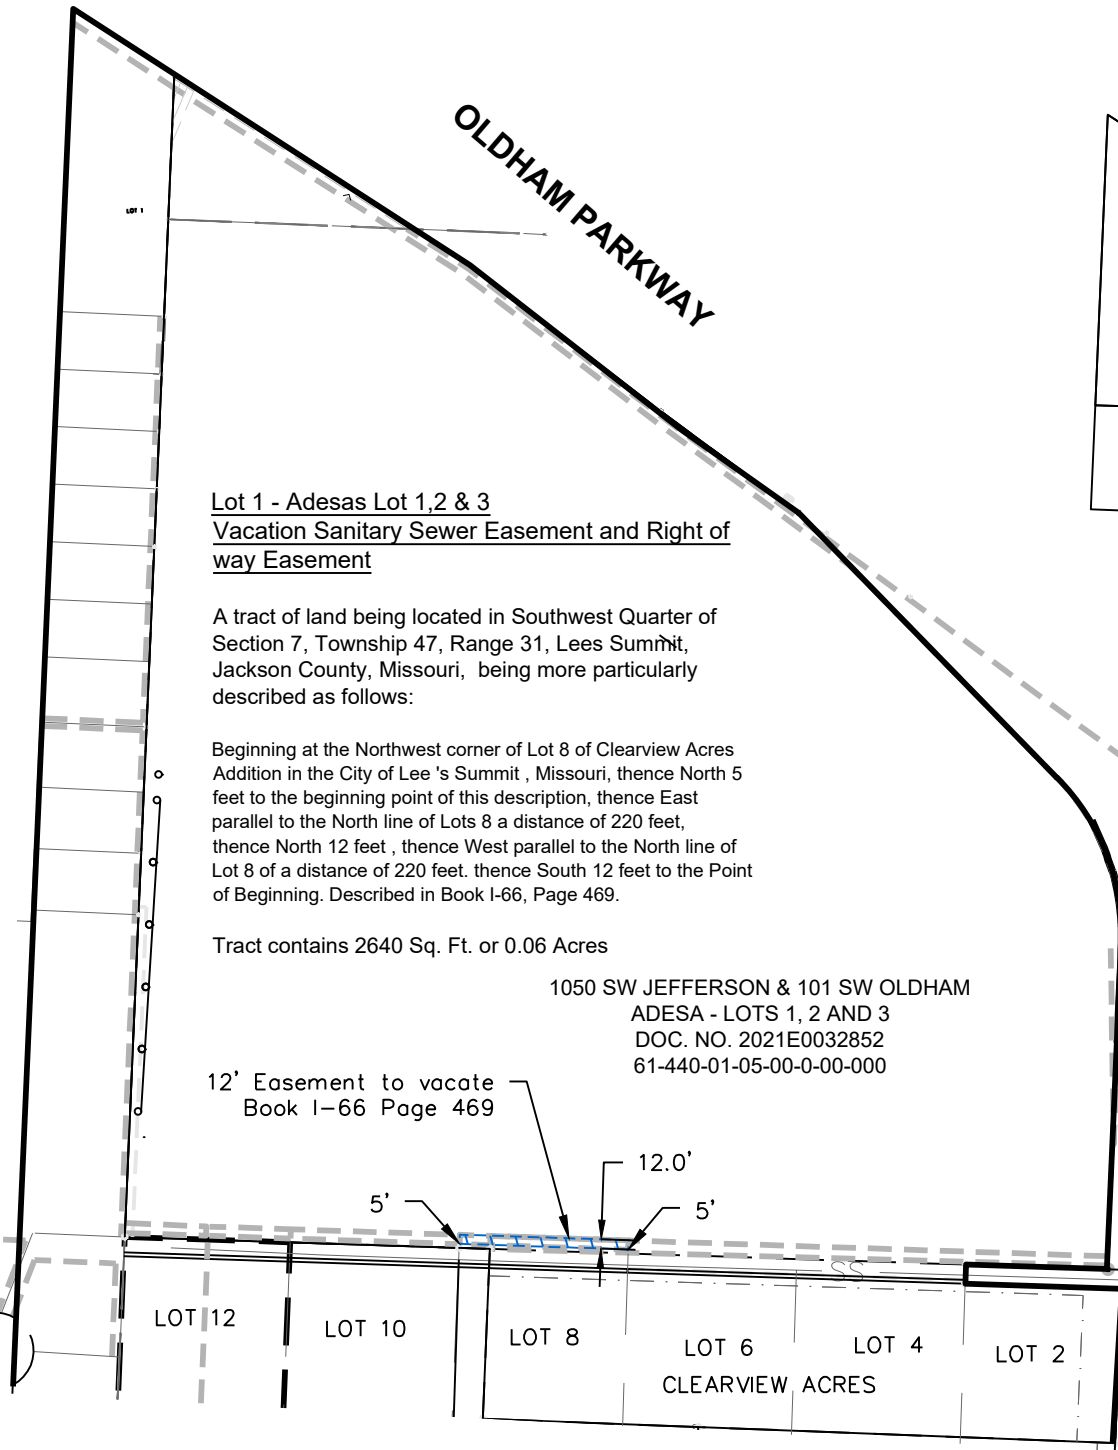 OLDHAM PARKWAY
LOT 1
Lot 1 - Adesas Lot 1,2 & 3
Vacation Sanitary Sewer Easement and Right of
way Easement
A tract of land being located in Southwest Quarter of
Section 7, Township 47, Range 31, Lees Summit,
Jackson County, Missouri,  being more particularly
described as follows:
Beginning at the Northwest corner of Lot 8 of Clearview Acres
Addition in the City of Lee 's Summit , Missouri, thence North 5
feet to the beginning point of this description, thence East
parallel to the North line of Lots 8 a distance of 220 feet,
thence North 12 feet , thence West parallel to the North line of
Lot 8 of a distance of 220 feet. thence South 12 feet to the Point
of Beginning. Described in Book I-66, Page 469.
Tract contains 2640 Sq. Ft. or 0.06 Acres
1050 SW JEFFERSON & 101 SW OLDHAM
ADESA - LOTS 1, 2 AND 3
DOC. NO. 2021E0032852
61-440-01-05-00-0-00-000
12' Easement to vacate
Book I-66 Page 469
12.0'
5'
5'
SS
LOT 12
LOT 10
LOT 8
LOT 6
LOT 4
LOT 2
CLEARVIEW ACRES